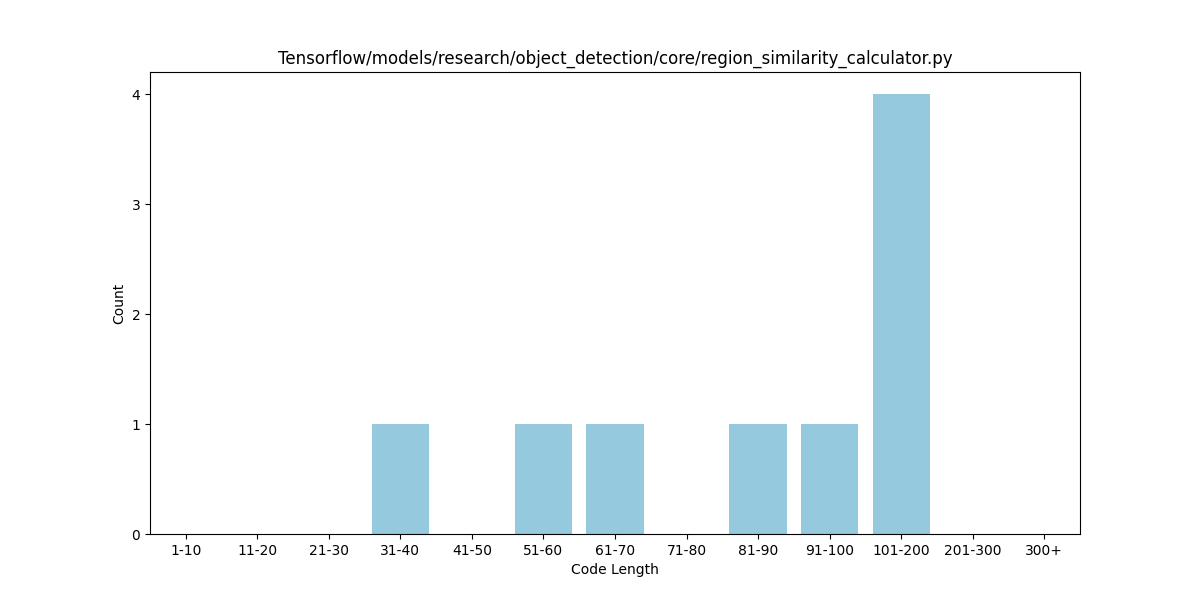 Tensorflow/models/research/object_detection/core/region_similarity_calculator.py
4
3
2
1
0
Count
1-10 11-20 21-30 31-40 41-50 51-60 61-70 71-80 81-90 91-100 101-200 201-300 300+
Code Length